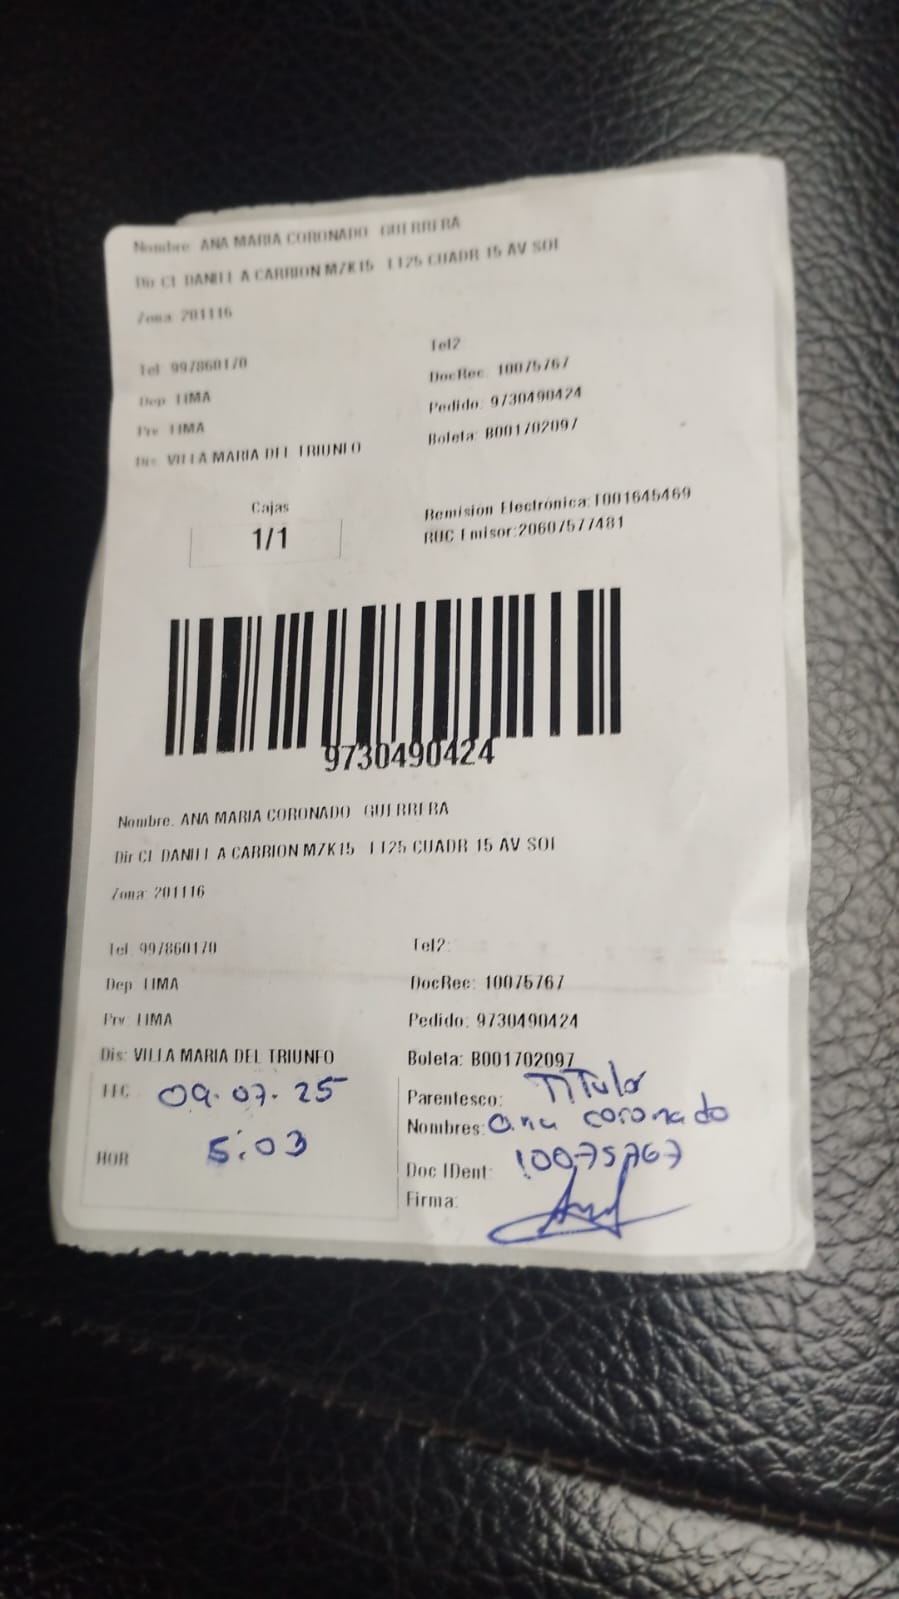 Nombre: ANA MARIA CORONADO GUERRERA
Dir CL DANIEL A CARRION MZK15 LT25 CUADR 15 AV SOL
Zona: 201116
Tel: 997860170 Tel2:
Dep: LIMA DocRec: 10075767
Prv: LIMA Pedido: 9730490424
Dis: VILLA MARIA DEL TRIUNFO Boleta: B001702097
Cajas
1/1
Remisión Electrónica:T001645469
RUC Emisor:20607577481
9730490424
Nombre: ANA MARIA CORONADO GUERRERA
Dir CL DANIEL A CARRION MZK15 LT25 CUADR 15 AV SOL
Zona: 201116
Tel: 997860170 Tel2:
Dep: LIMA DocRec: 10075767
Prv: LIMA Pedido: 9730490424
Dis: VILLA MARIA DEL TRIUNFO Boleta: B001702097
FEC 09.07.25 Parentesco: TiTulor
Nombres: Ana coronado
HOR 5:03 Doc IDent: 10075767
Firma: